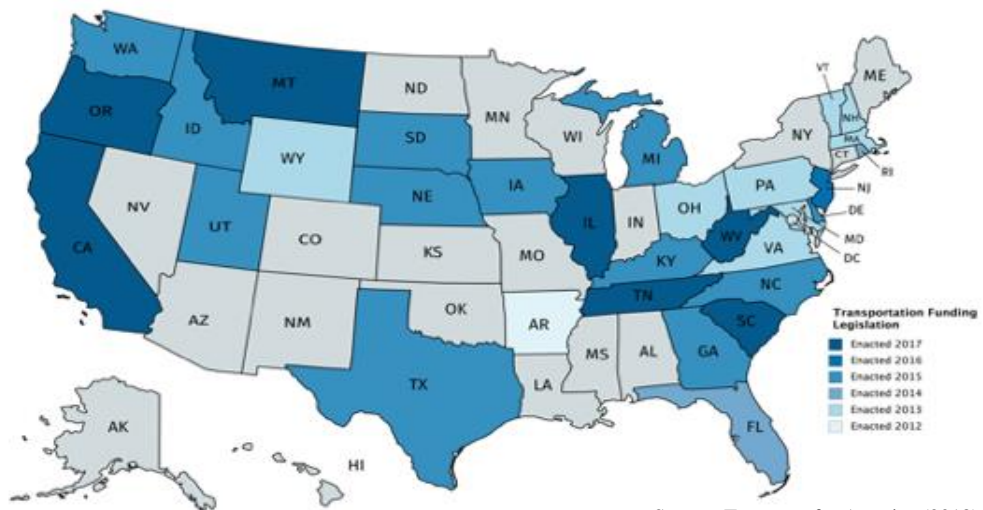 WA
MT
ND
MN
VT
ME
OR
ID
SD
WI
NH
NY
MA
WY
MI
CT
RI
NE
IA
PA
NJ
NV
UT
CO
IL
IN
OH
DE
CA
KS
MO
WV
VA
MD
KY
DC
AZ
NM
OK
TN
NC
AR
SC
MS
AL
GA
TX
LA
AK
FL
HI
Transportation Funding
Legislation
Enacted 2017
Enacted 2016
Enacted 2015
Enacted 2014
Enacted 2013
Enacted 2012